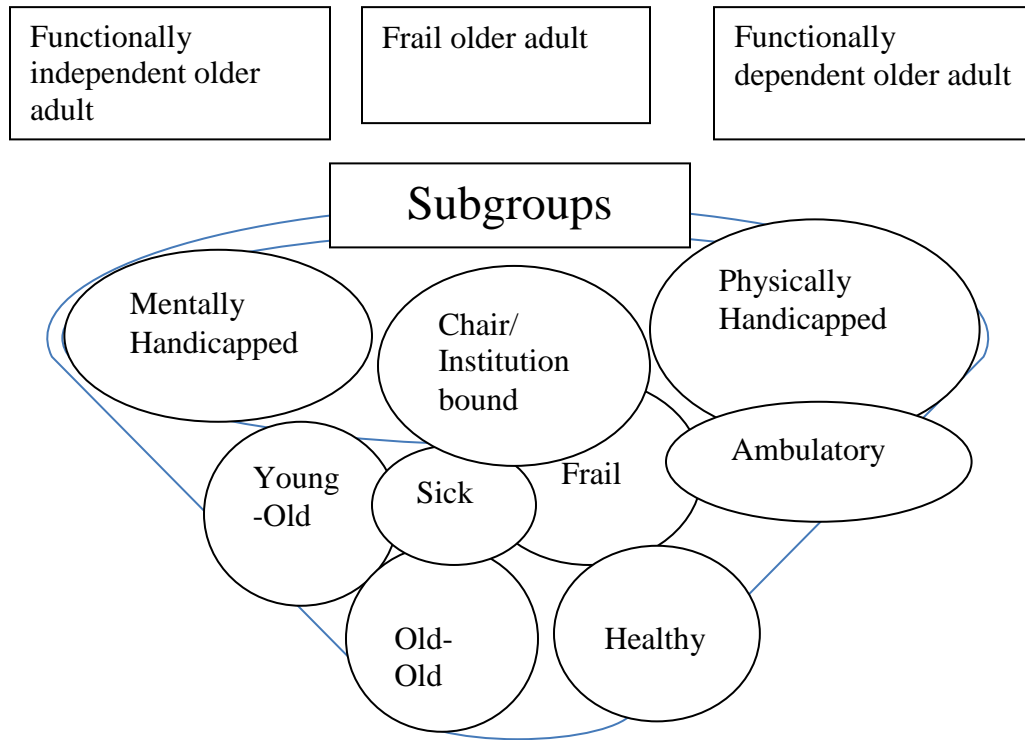 Functionally
independent older
adult
Frail older adult
Functionally
dependent older adult
Subgroups
Mentally
Handicapped
Chair/
Institution
bound
Physically
Handicapped
Young
-Old
Sick
Frail
Ambulatory
Old-
Old
Healthy